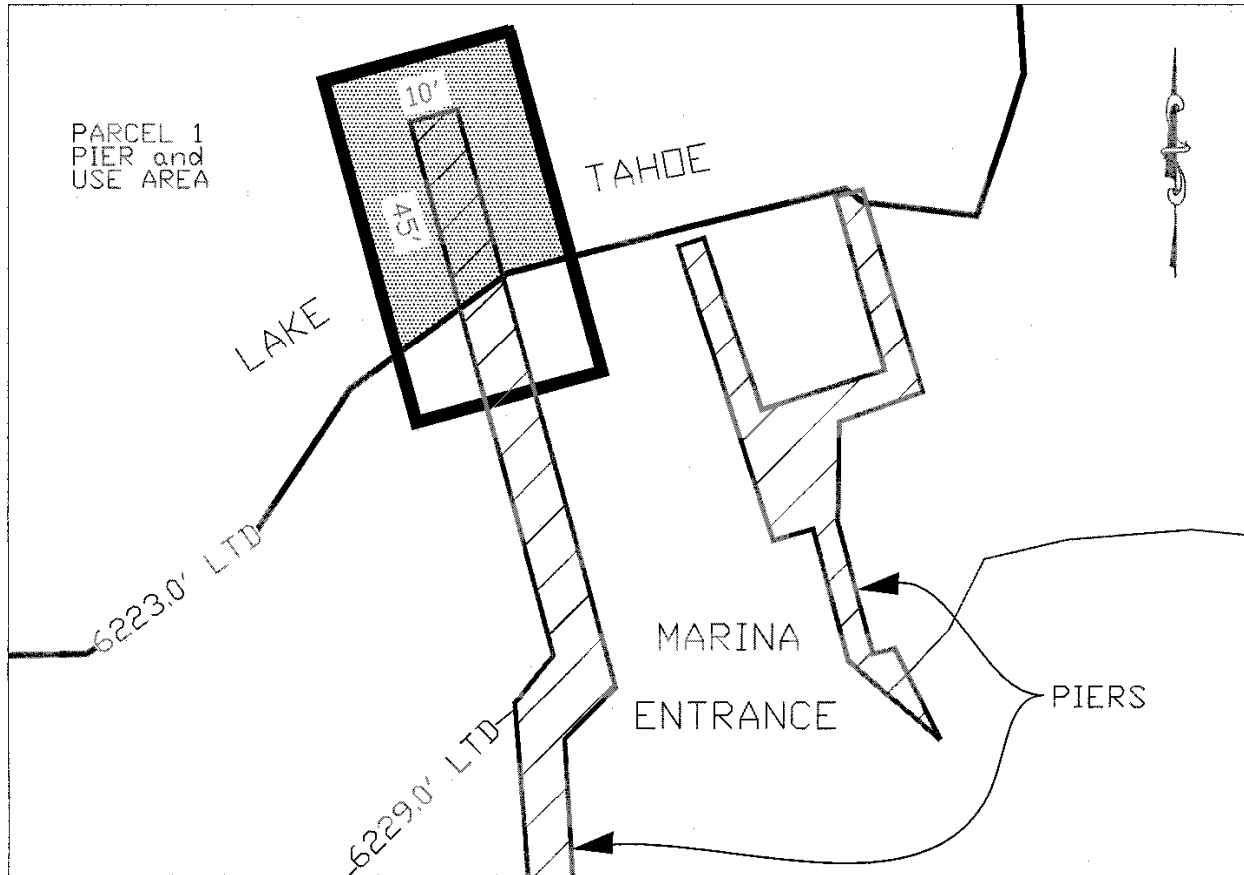 10'
PARCEL 1
PIER and
USE AREA
45'
TAHOE
LAKE
6223.0' LTD
MARINA
ENTRANCE
PIERS
6229.0' LTD